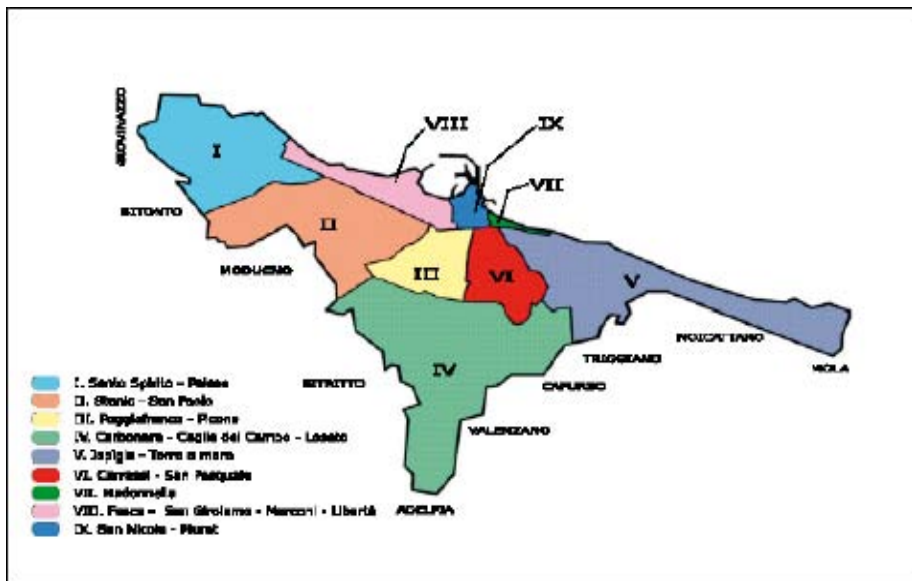 VIII
IX
GIOVINAZZO
I
VII
BITONTO
II
MODUGNO
III
VI
V
NOICATTARO
TRIGGIANO
MOLA
BITRITTO
IV
CAPURSO
VALENZANO
ADELFIA
I. Santo Spirito - Palese
II. Stanic - San Paolo
III. Poggiofranco - Picone
IV. Carbonara - Ceglie del Campo - Loseto
V. Japigia - Torre a mare
VI. Carrassi - San Pasquale
VII. Madonnella
VIII. Fesca - San Girolamo - Marconi - Libertà
IX. San Nicola - Murat